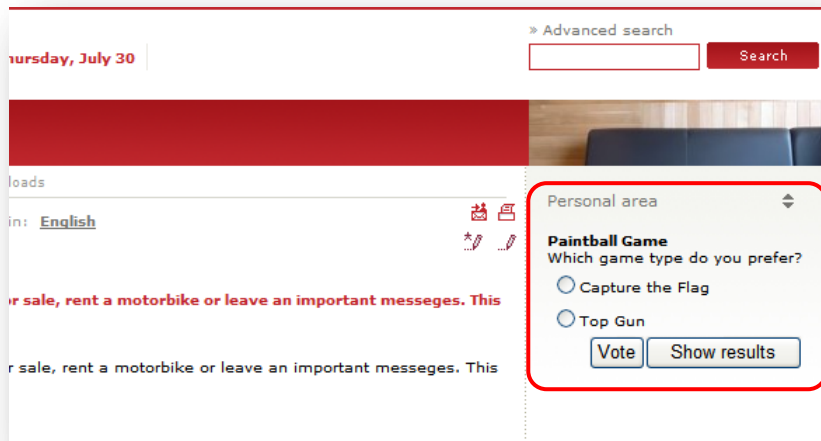 » Advanced search
hursday, July 30
Search
loads
in: English
Personal area
Paintball Game
Which game type do you prefer?
Capture the Flag
Top Gun
Vote Show results
or sale, rent a motorbike or leave an important messeges. This
r sale, rent a motorbike or leave an important messeges. This